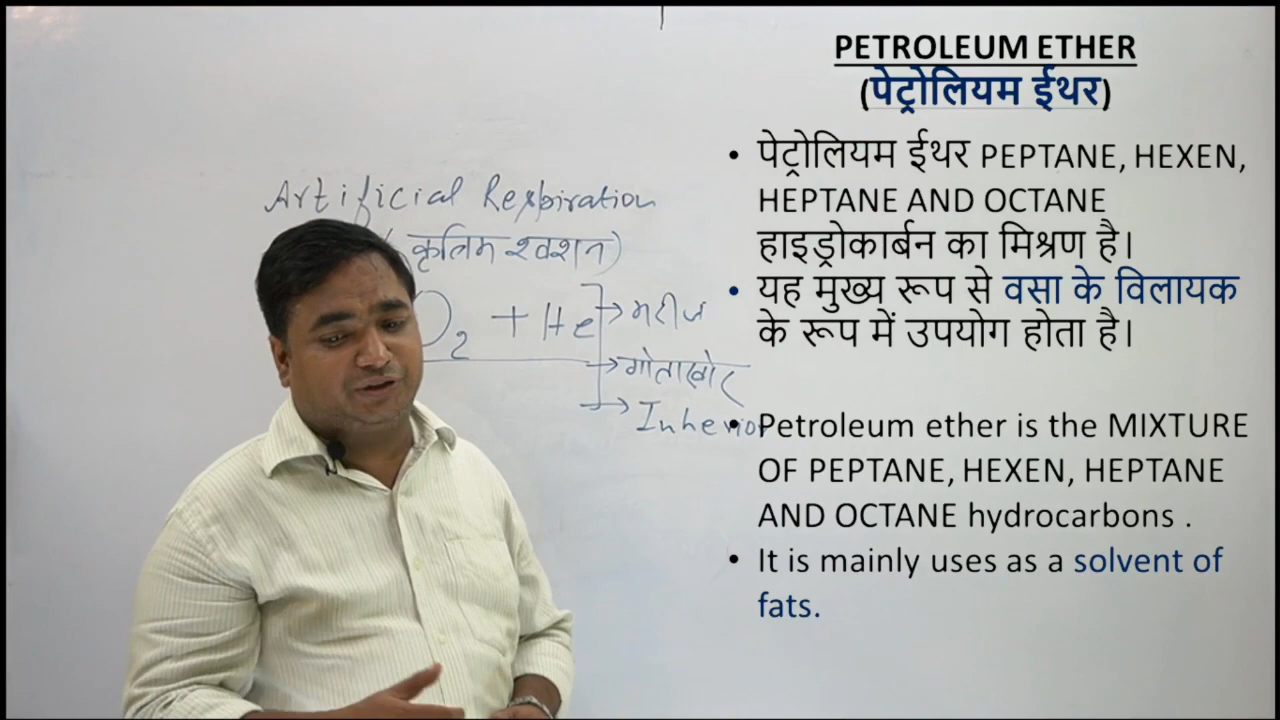 PETROLEUM ETHER
(पेट्रोलियम ईथर)
• पेट्रोलियम ईथर PEPTANE, HEXEN,
HEPTANE AND OCTANE
हाइड्रोकार्बन का मिश्रण है।
• यह मुख्य रूप से वसा के विलायक
के रूप में उपयोग होता है।
• Petroleum ether is the MIXTURE
OF PEPTANE, HEXEN, HEPTANE
AND OCTANE hydrocarbons .
• It is mainly uses as a solvent of
fats.
Artificial Respiration
(कृत्रिम श्वशन)
O2 + He → मरीज
→ गोताखोर
→